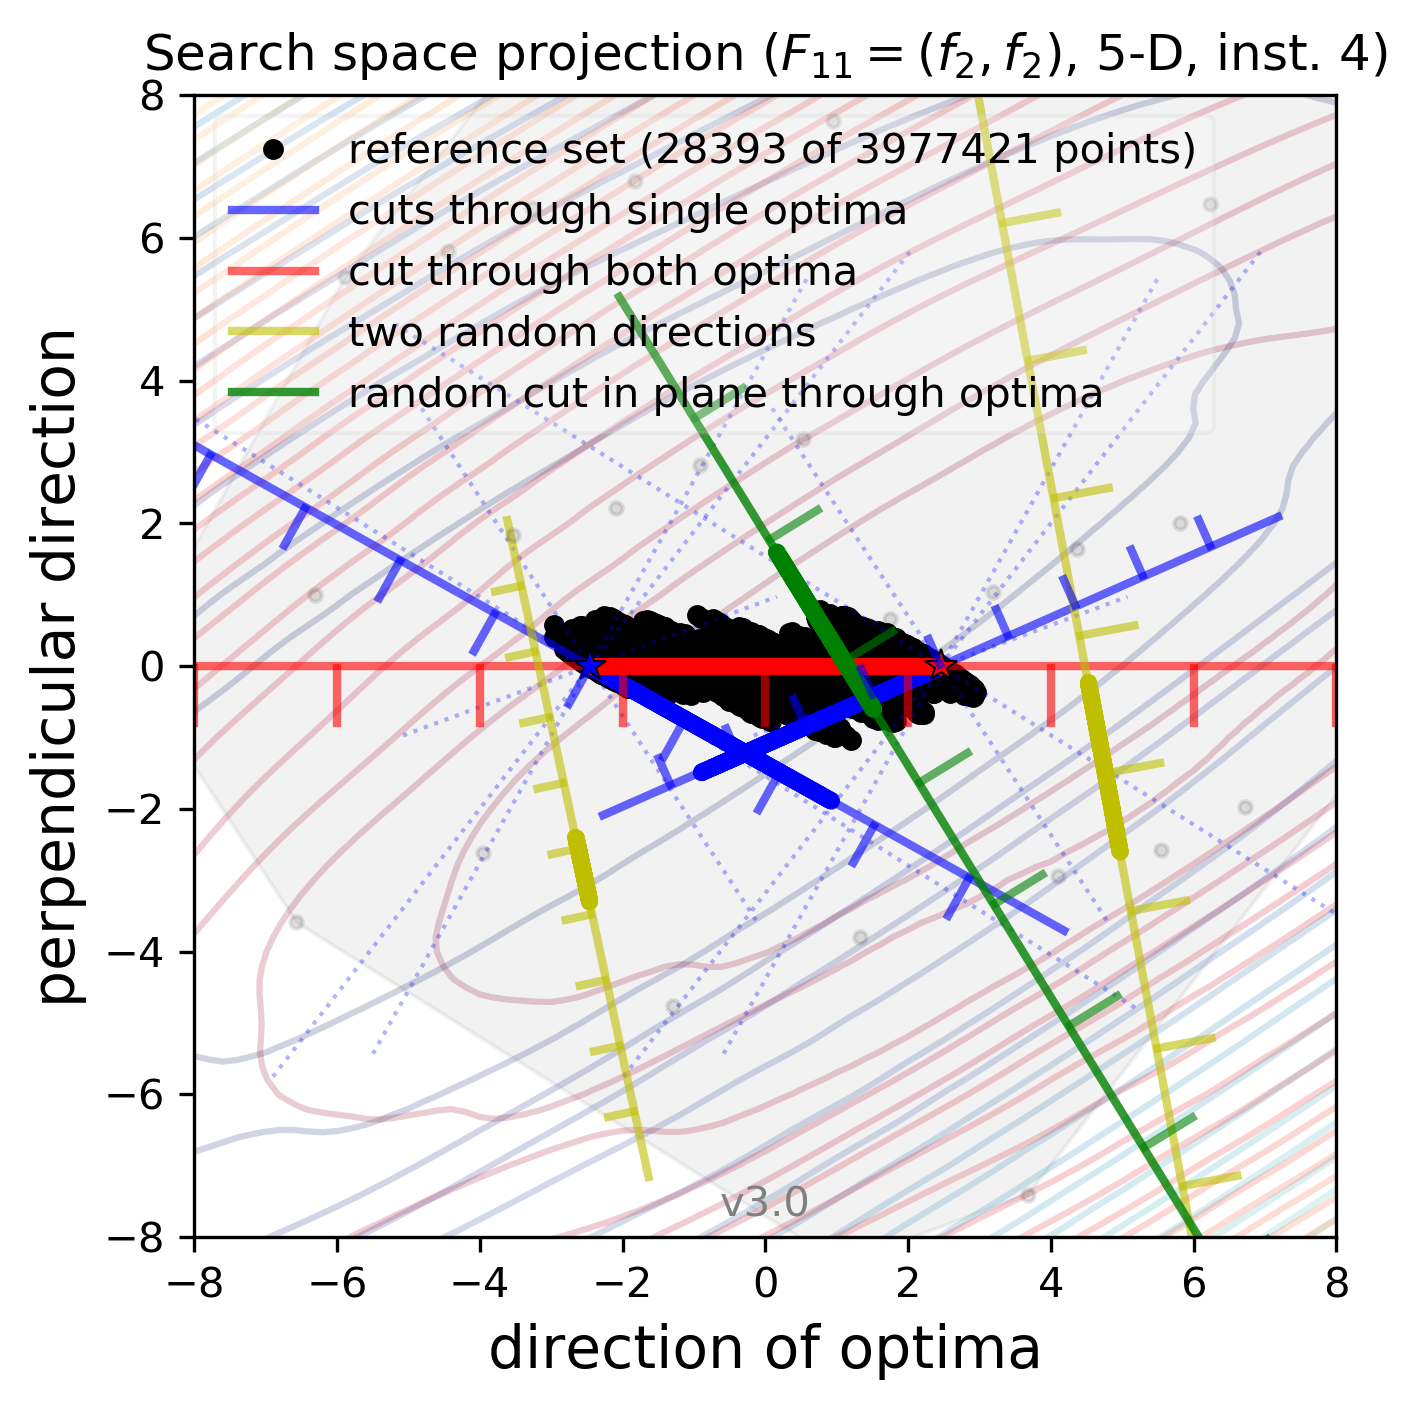 Search space projection (F₁₁ = (f₂, f₂), 5-D, inst. 4)
8
6
4
2
0
−2
−4
−6
−8
perpendicular direction
reference set (28393 of 3977421 points)
cuts through single optima
cut through both optima
two random directions
random cut in plane through optima
v3.0
−8 −6 −4 −2 0 2 4 6 8
direction of optima